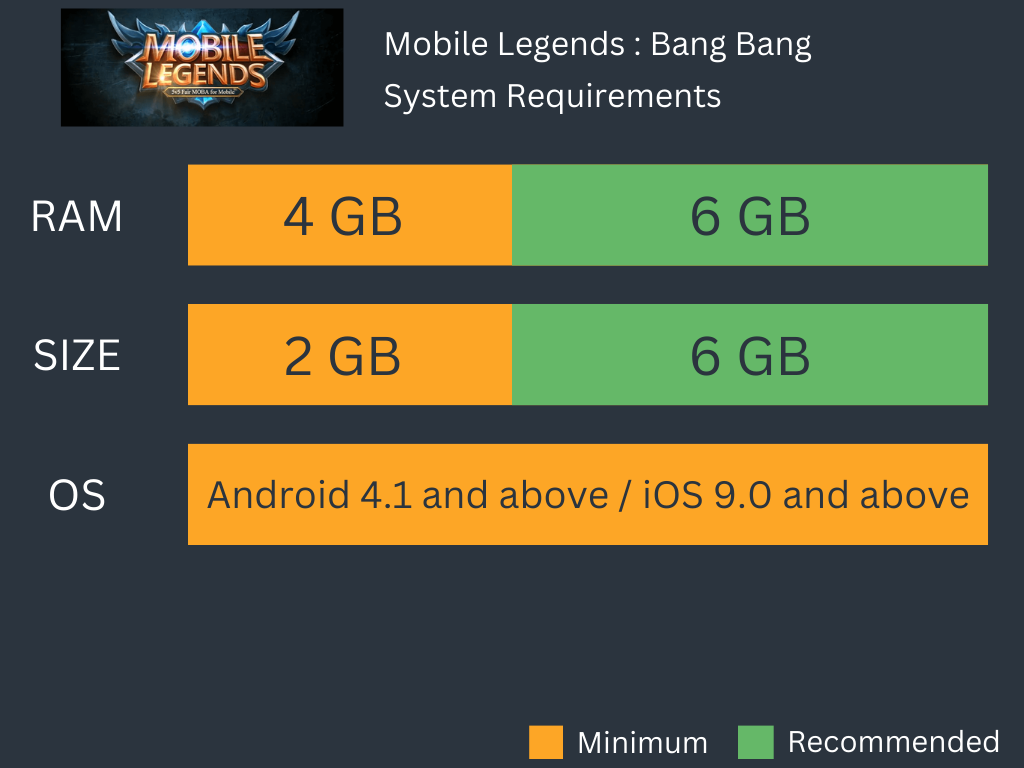 MOBILE
LEGENDS
5v5 Fair MOBA for Mobile
Mobile Legends : Bang Bang
System Requirements
RAM
4 GB
6 GB
SIZE
2 GB
6 GB
OS
Android 4.1 and above / iOS 9.0 and above
Minimum
Recommended